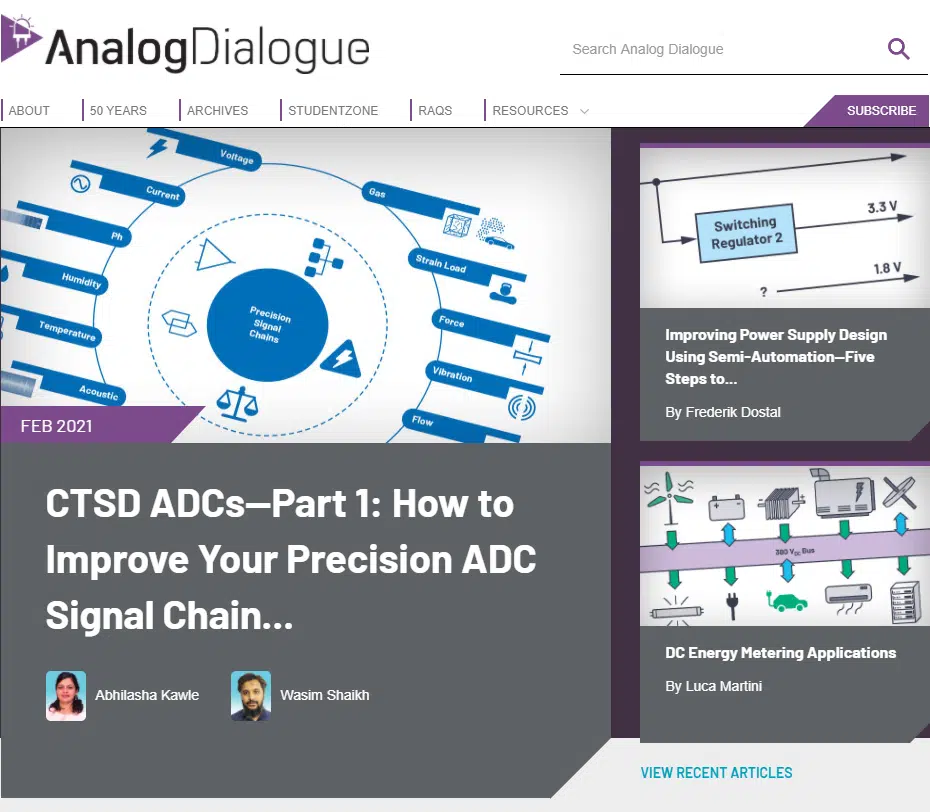 AnalogDialogue
Search Analog Dialogue
ABOUT
50 YEARS
ARCHIVES
STUDENTZONE
RAQS
RESOURCES
SUBSCRIBE
Voltage
Current
Ph
Humidity
Temperature
Acoustic
Gas
Strain Load
Force
Vibration
Flow
Precision
Signal
Chains
FEB 2021
CTSD ADCs—Part 1: How to
Improve Your Precision ADC
Signal Chain...
Abhilasha Kawle
Wasim Shaikh
Switching
Regulator 2
3.3 V
1.8 V
?
Improving Power Supply Design
Using Semi-Automation—Five
Steps to...
By Frederik Dostal
380 VDC Bus
DC Energy Metering Applications
By Luca Martini
VIEW RECENT ARTICLES